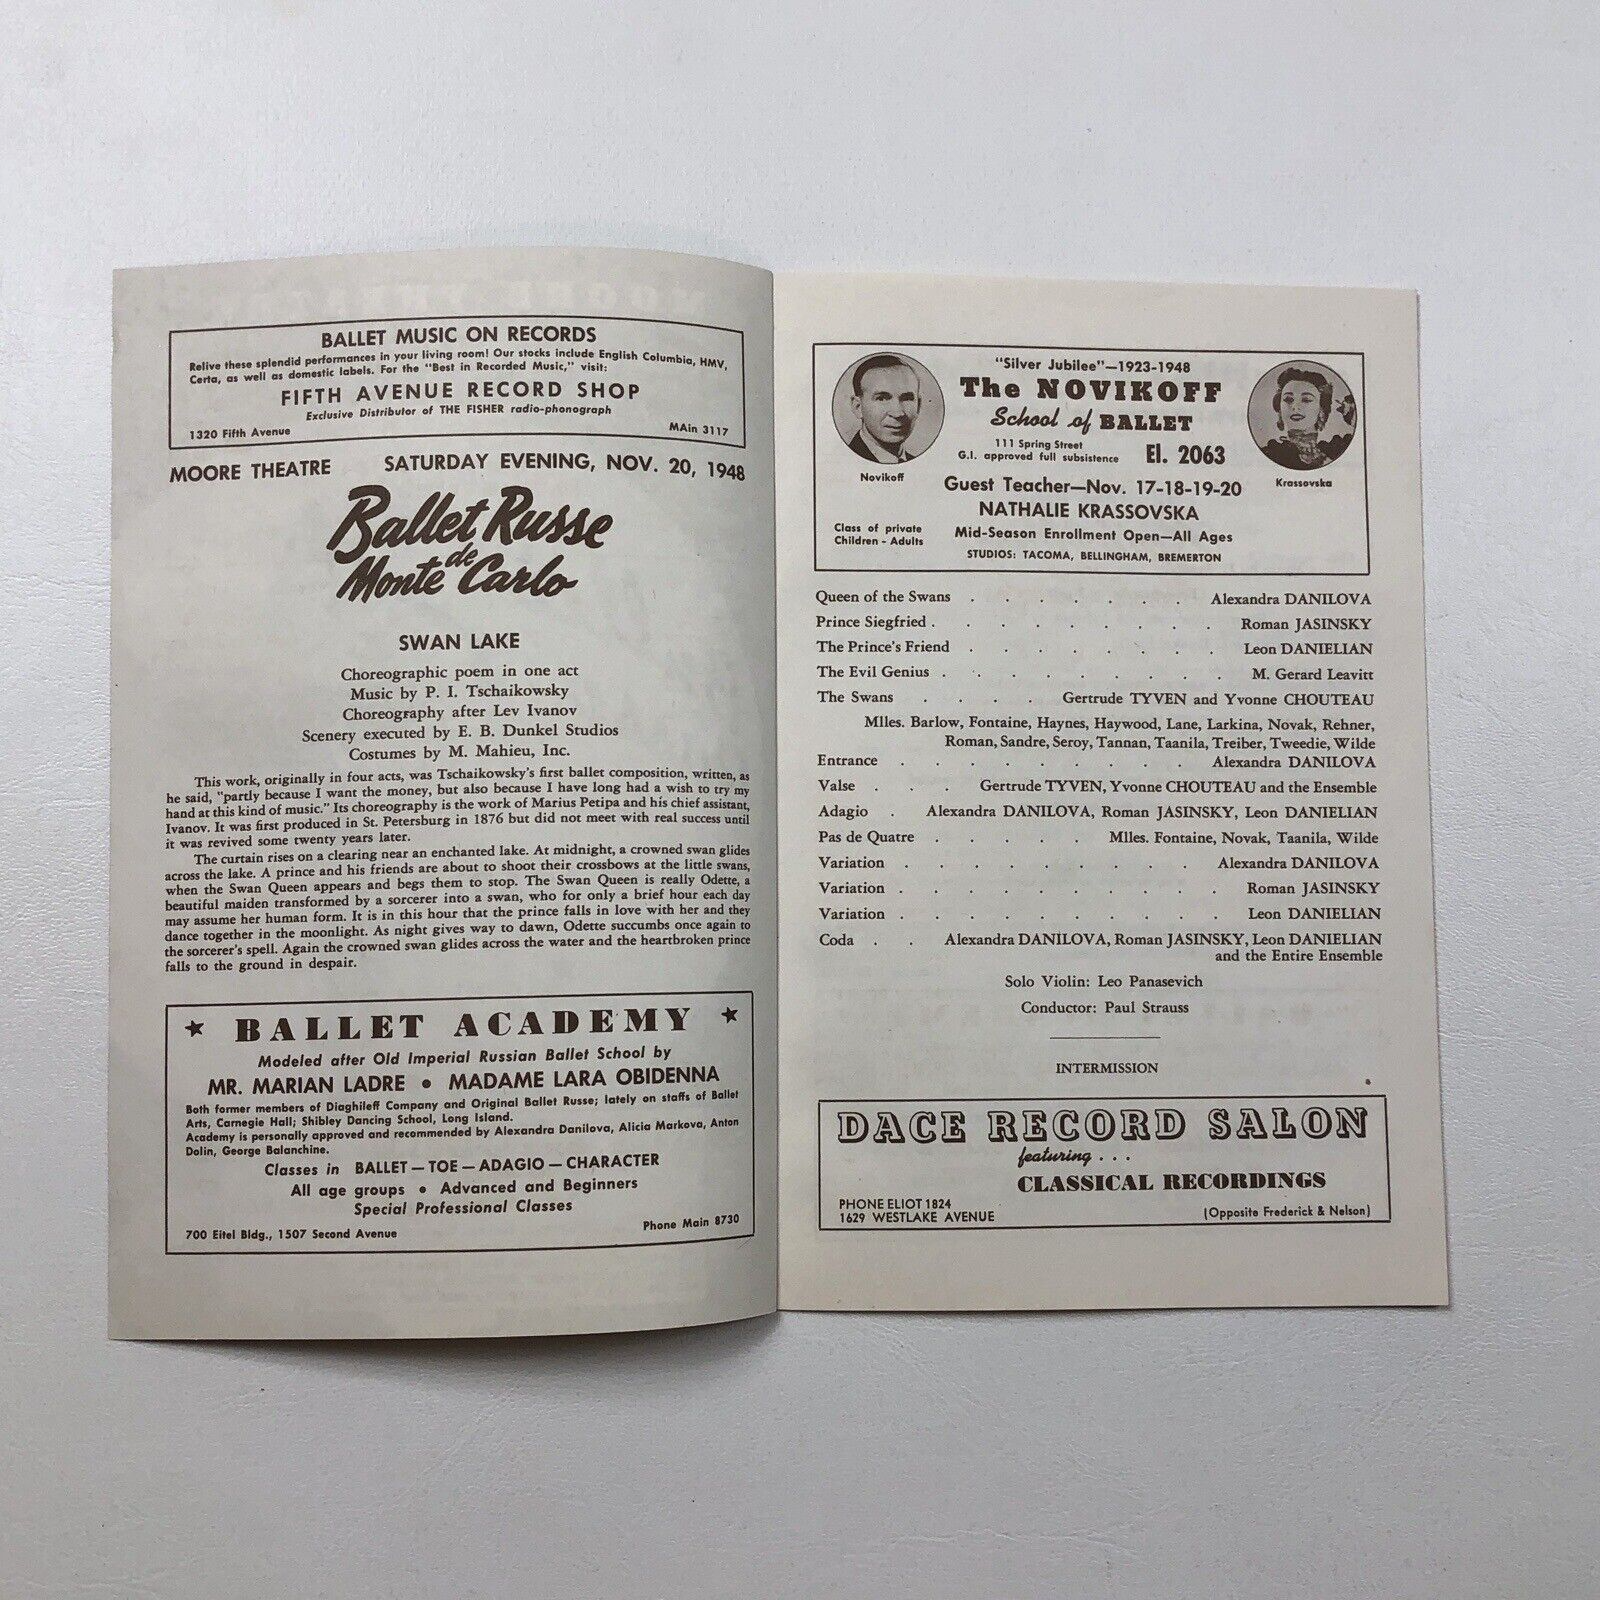 BALLET MUSIC ON RECORDS
Relive these splendid performances in your living room! Our stocks include English Columbia, HMV,
Certa, as well as domestic labels. For the "Best in Recorded Music," visit:
FIFTH AVENUE RECORD SHOP
Exclusive Distributor of THE FISHER radio-phonograph
1320 Fifth Avenue MAin 3117
MOORE THEATRE SATURDAY EVENING, NOV. 20, 1948
Ballet Russe
de
Monte Carlo
SWAN LAKE
Choreographic poem in one act
Music by P. I. Tschaikowsky
Choreography after Lev Ivanov
Scenery executed by E. B. Dunkel Studios
Costumes by M. Mahieu, Inc.
This work, originally in four acts, was Tschaikowsky's first ballet composition, written, as
he said, "partly because I want the money, but also because I have long had a wish to try my
hand at this kind of music." Its choreography is the work of Marius Petipa and his chief assistant,
Ivanov. It was first produced in St. Petersburg in 1876 but did not meet with real success until
it was revived some twenty years later.
The curtain rises on a clearing near an enchanted lake. At midnight, a crowned swan glides
across the lake. A prince and his friends are about to shoot their crossbows at the little swans,
when the Swan Queen appears and begs them to stop. The Swan Queen is really Odette, a
beautiful maiden transformed by a sorcerer into a swan, who for only a brief hour each day
may assume her human form. It is in this hour that the prince falls in love with her and they
dance together in the moonlight. As night gives way to dawn, Odette succumbs once again to
the sorcerer's spell. Again the crowned swan glides across the water and the heartbroken prince
falls to the ground in despair.
★ BALLET ACADEMY ★
Modeled after Old Imperial Russian Ballet School by
MR. MARIAN LADRE • MADAME LARA OBIDENNA
Both former members of Diaghileff Company and Original Ballet Russe; lately on staffs of Ballet
Arts, Carnegie Hall; Shibley Dancing School, Long Island.
Academy is personally approved and recommended by Alexandra Danilova, Alicia Markova, Anton
Dolin, George Balanchine.
Classes in BALLET — TOE — ADAGIO — CHARACTER
All age groups • Advanced and Beginners
Special Professional Classes
700 Eitel Bldg., 1507 Second Avenue Phone Main 8730
"Silver Jubilee"—1923-1948
The NOVIKOFF
School of BALLET
111 Spring Street
G.I. approved full subsistence El. 2063
Novikoff Krassovska
Guest Teacher—Nov. 17-18-19-20
NATHALIE KRASSOVSKA
Class of private
Children - Adults
Mid-Season Enrollment Open—All Ages
STUDIOS: TACOMA, BELLINGHAM, BREMERTON
Queen of the Swans . . . . . . . Alexandra DANILOVA
Prince Siegfried . . . . . . . . . Roman JASINSKY
The Prince's Friend . . . . . . . . Leon DANIELIAN
The Evil Genius . . . . . . . . . M. Gerard Leavitt
The Swans . . . . Gertrude TYVEN and Yvonne CHOUTEAU
Mlles. Barlow, Fontaine, Haynes, Haywood, Lane, Larkina, Novak, Rehner,
Roman, Sandre, Seroy, Tannan, Taanila, Treiber, Tweedie, Wilde
Entrance . . . . . . . . . Alexandra DANILOVA
Valse . . . Gertrude TYVEN, Yvonne CHOUTEAU and the Ensemble
Adagio . Alexandra DANILOVA, Roman JASINSKY, Leon DANIELIAN
Pas de Quatre . . . . . Mlles. Fontaine, Novak, Taanila, Wilde
Variation . . . . . . . . . Alexandra DANILOVA
Variation . . . . . . . . . . Roman JASINSKY
Variation . . . . . . . . . . Leon DANIELIAN
Coda . . Alexandra DANILOVA, Roman JASINSKY, Leon DANIELIAN
and the Entire Ensemble
Solo Violin: Leo Panasevich
Conductor: Paul Strauss
INTERMISSION
DACE RECORD SALON
featuring . . .
CLASSICAL RECORDINGS
PHONE ELIOT 1824
1629 WESTLAKE AVENUE (Opposite Frederick & Nelson)